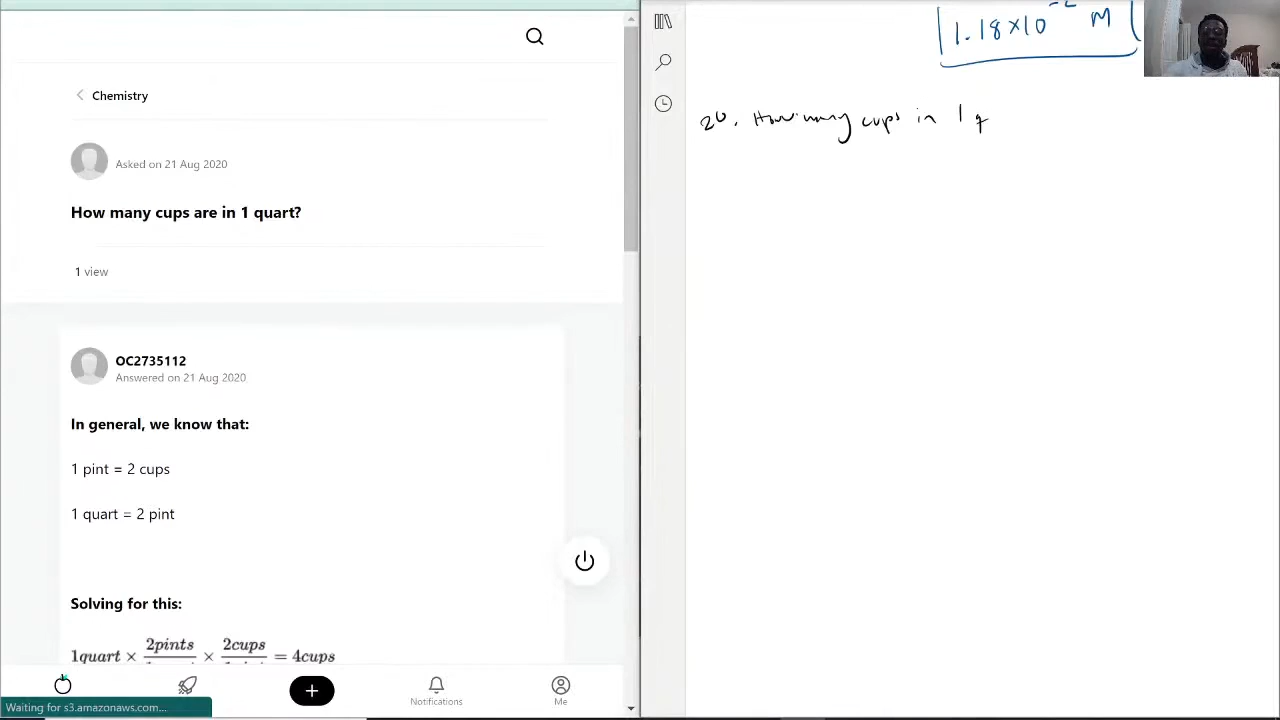 Chemistry
Asked on 21 Aug 2020
How many cups are in 1 quart?
1 view
OC2735112
Answered on 21 Aug 2020
In general, we know that:
1 pint = 2 cups
1 quart = 2 pint
Solving for this:
1quart × 2pints × 2cups = 4cups
Notifications
Me
Waiting for s3.amazonaws.com...
1.18×10⁻² M
20. How many cups in 1 q